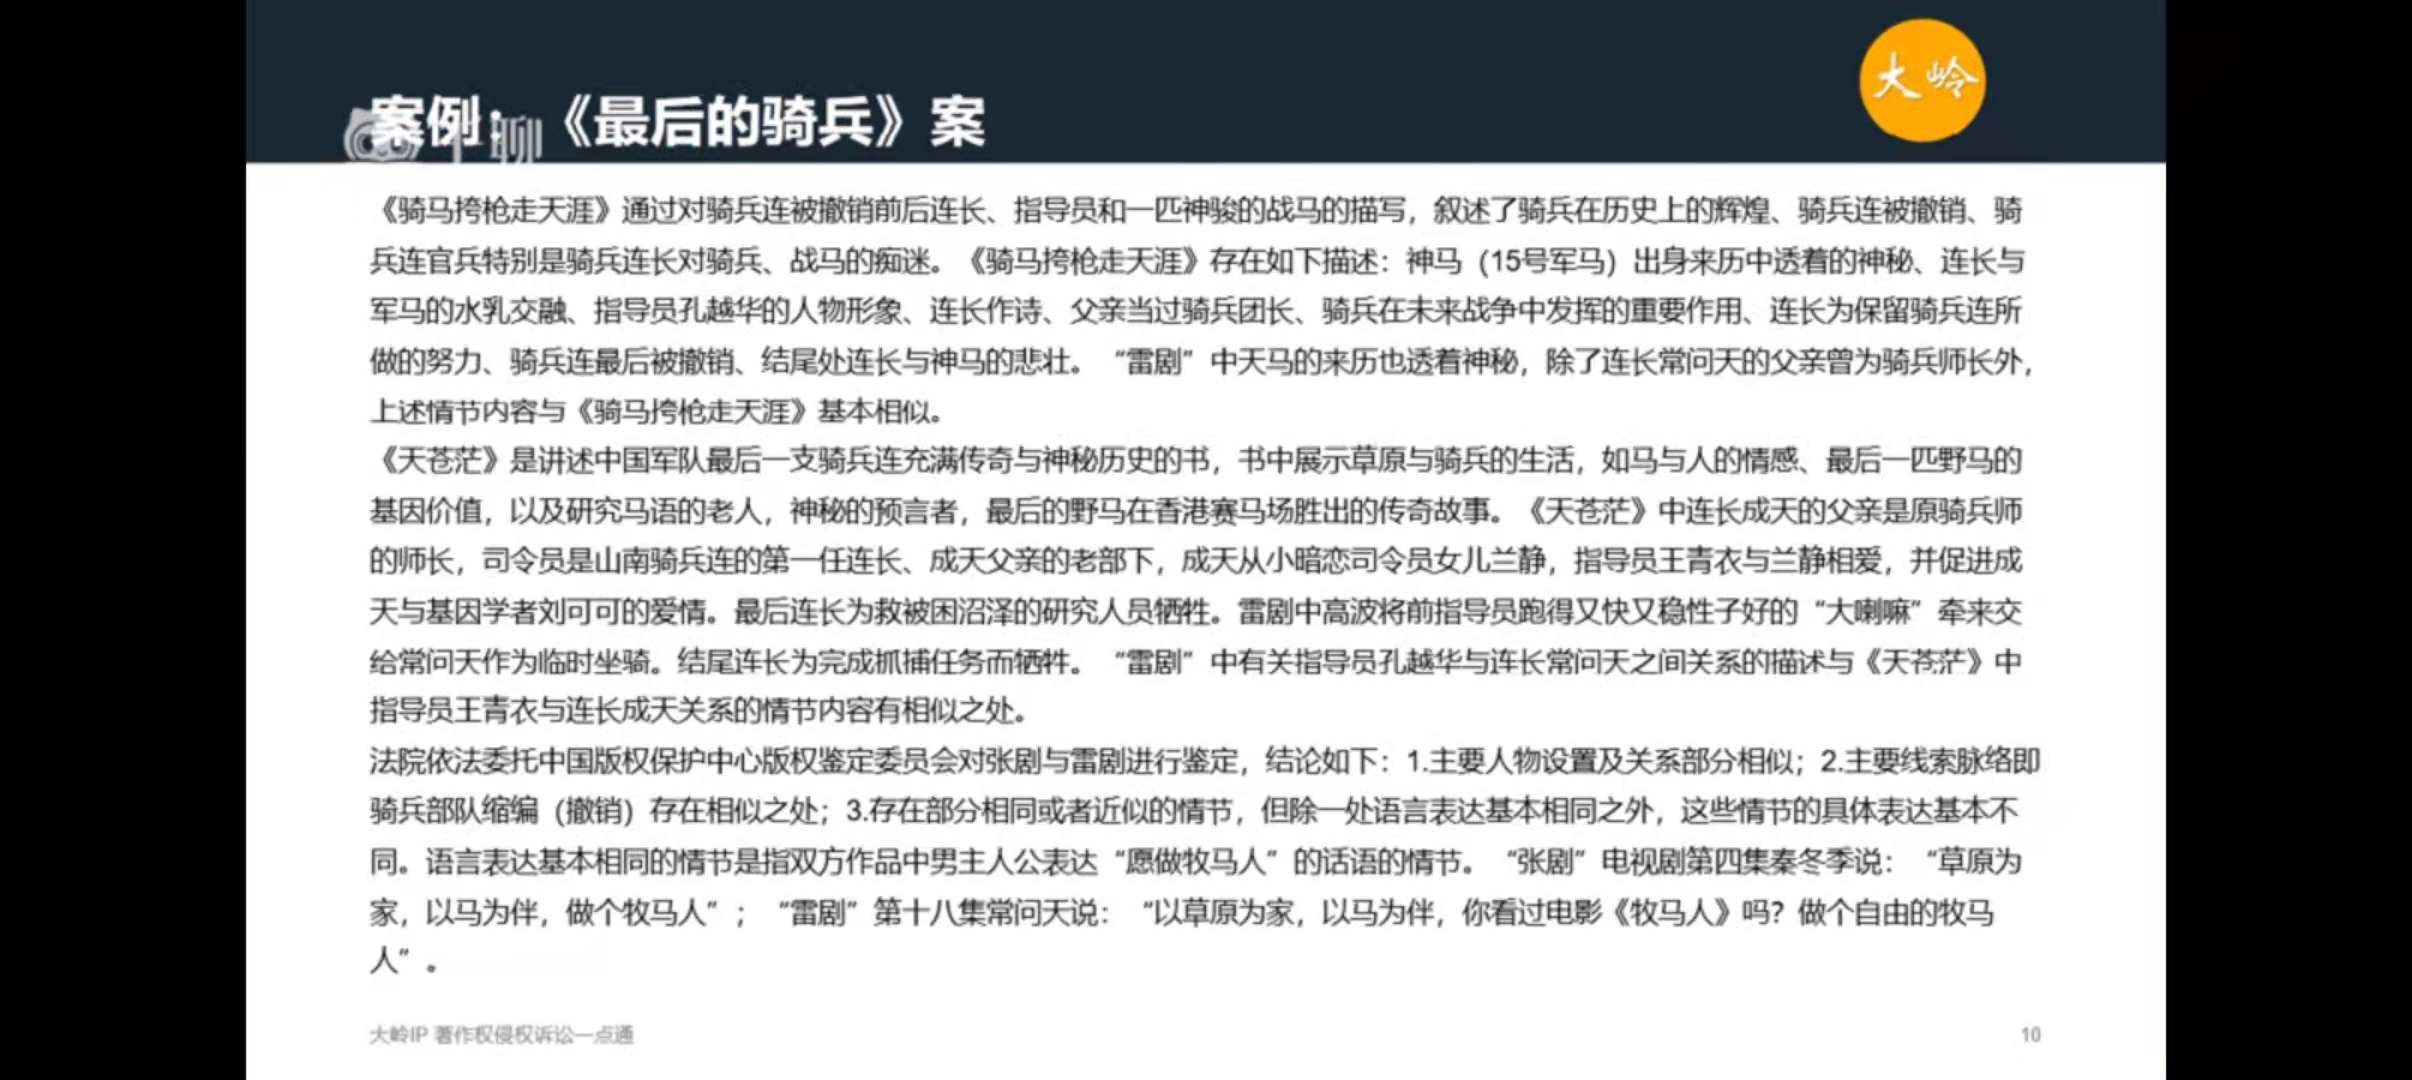 大岭
案例：《最后的骑兵》案
千聊
《骑马挎枪走天涯》通过对骑兵连被撤销前后连长、指导员和一匹神骏的战马的描写，叙述了骑兵在历史上的辉煌、骑兵连被撤销、骑
兵连官兵特别是骑兵连长对骑兵、战马的痴迷。《骑马挎枪走天涯》存在如下描述：神马（15号军马）出身来历中透着的神秘、连长与
军马的水乳交融、指导员孔越华的人物形象、连长作诗、父亲当过骑兵团长、骑兵在未来战争中发挥的重要作用、连长为保留骑兵连所
做的努力、骑兵连最后被撤销、结尾处连长与神马的悲壮。“雷剧”中天马的来历也透着神秘，除了连长常问天的父亲曾为骑兵师长外，
上述情节内容与《骑马挎枪走天涯》基本相似。
《天苍茫》是讲述中国军队最后一支骑兵连充满传奇与神秘历史的书，书中展示草原与骑兵的生活，如马与人的情感、最后一匹野马的
基因价值，以及研究马语的老人，神秘的预言者，最后的野马在香港赛马场胜出的传奇故事。《天苍茫》中连长成天的父亲是原骑兵师
的师长，司令员是山南骑兵连的第一任连长、成天父亲的老部下，成天从小暗恋司令员女儿兰静，指导员王青衣与兰静相爱，并促进成
天与基因学者刘可可的爱情。最后连长为救被困沼泽的研究人员牺牲。雷剧中高波将前指导员跑得又快又稳性子好的“大喇嘛”牵来交
给常问天作为临时坐骑。结尾连长为完成抓捕任务而牺牲。“雷剧”中有关指导员孔越华与连长常问天之间关系的描述与《天苍茫》中
指导员王青衣与连长成天关系的情节内容有相似之处。
法院依法委托中国版权保护中心版权鉴定委员会对张剧与雷剧进行鉴定，结论如下：1.主要人物设置及关系部分相似；2.主要线索脉络即
骑兵部队缩编（撤销）存在相似之处；3.存在部分相同或者近似的情节，但除一处语言表达基本相同之外，这些情节的具体表达基本不
同。语言表达基本相同的情节是指双方作品中男主人公表达“愿做牧马人”的话语的情节。“张剧”电视剧第四集秦冬季说：“草原为
家，以马为伴，做个牧马人”；“雷剧”第十八集常问天说：“以草原为家，以马为伴，你看过电影《牧马人》吗？做个自由的牧马
人”。
大岭IP 著作权侵权诉讼一点通
10